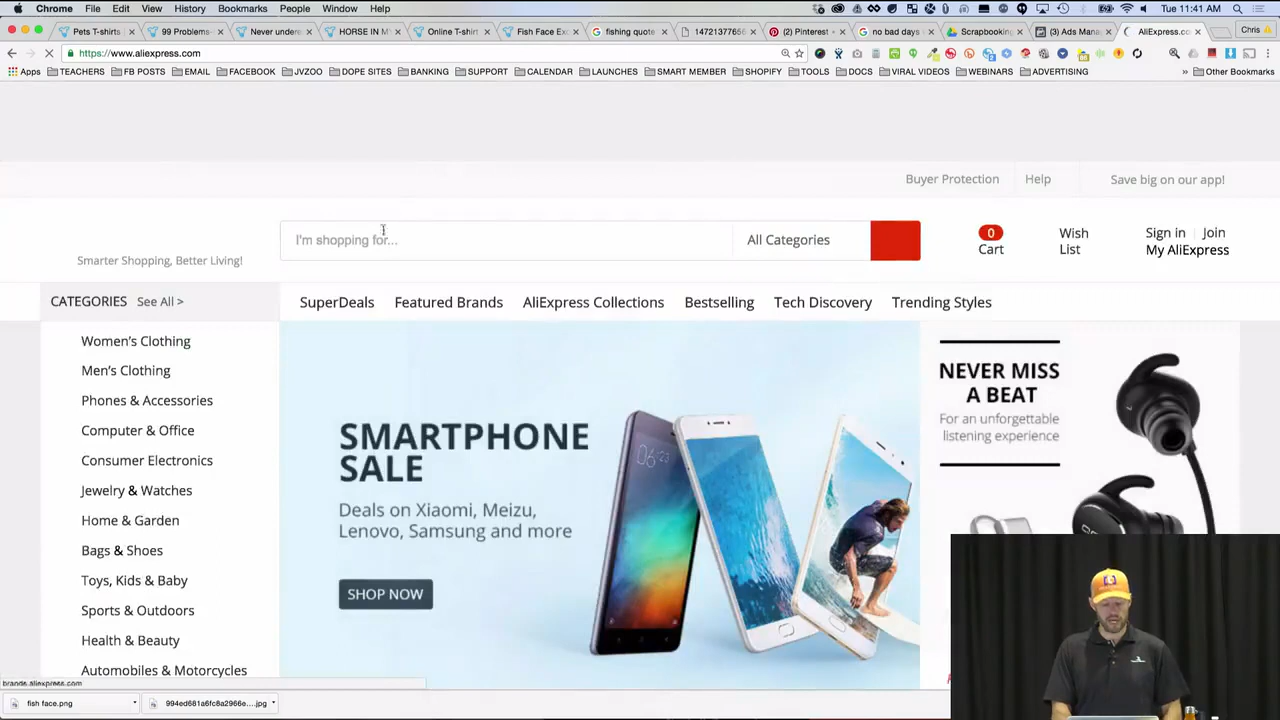 Chrome File Edit View History Bookmarks People Window Help
Tue 11:41 AM
Pets T-shirts
99 Problems-
Never undere
HORSE IN M
Online T-shirt
Fish Face Ex
fishing quote
14721377656
(2) Pinterest
no bad days
Scrapbooking
(3) Ads Mana
AliExpress.co
Chris
https://www.aliexpress.com
Apps TEACHERS FB POSTS EMAIL FACEBOOK JVZOO DOPE SITES BANKING SUPPORT CALENDAR LAUNCHES SMART MEMBER SHOPIFY TOOLS DOCS VIRAL VIDEOS WEBINARS ADVERTISING » Other Bookmarks
Buyer Protection Help Save big on our app!
I'm shopping for...
All Categories
0
Cart
Wish
List
Sign in Join
My AliExpress
Smarter Shopping, Better Living!
CATEGORIES See All >
SuperDeals Featured Brands AliExpress Collections Bestselling Tech Discovery Trending Styles
Women's Clothing
Men's Clothing
Phones & Accessories
Computer & Office
Consumer Electronics
Jewelry & Watches
Home & Garden
Bags & Shoes
Toys, Kids & Baby
Sports & Outdoors
Health & Beauty
Automobiles & Motorcycles
SMARTPHONE
SALE
Deals on Xiaomi, Meizu,
Lenovo, Samsung and more
SHOP NOW
06:23
NEVER MISS
A BEAT
For an unforgettable
listening experience
brands.aliexpress.com
fish face.png
994ed681a6fc8a2966e....jpg